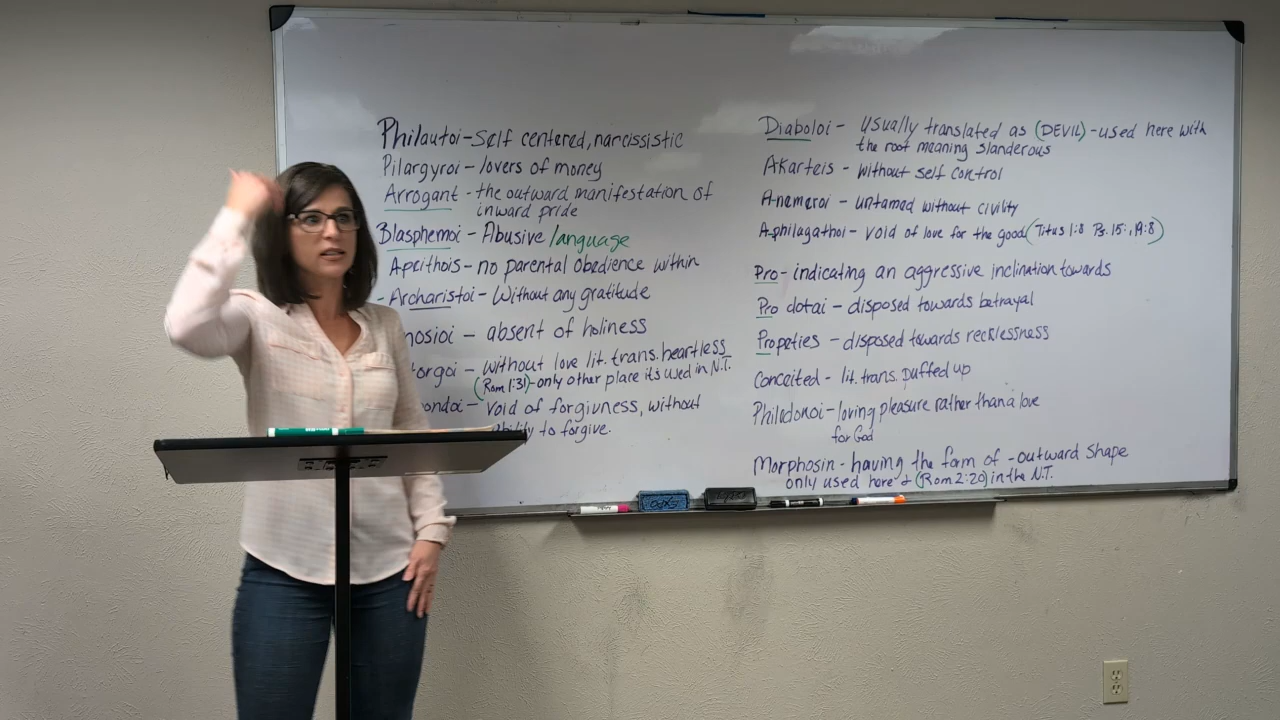 Philautoi - Self centered, narcissistic
Pilargyroi - lovers of money
Arrogant - the outward manifestation of
inward pride
Blasphemoi - Abusive language
Apeithois - no parental obedience within
- Archaristoi - Without any gratitude
nosioi - absent of holiness
orgoi - without love lit. trans. heartless
(Rom 1:31) - only other place its used in N.T.
ondoi - void of forgivness, without
ability to forgive.
Diaboloi - Usually translated as (DEVIL) - used here with
the root meaning slanderous
Akarteis - without self control
Anemeroi - untamed without civility
Aphilagathoi - void of love for the good (Titus 1:8 Ps. 15:, 19:8)
Pro - indicating an aggressive inclination towards
Pro dotai - disposed towards betrayal
Propeties - disposed towards recklessness
Conceited - lit. trans. puffed up
Philedonoi - loving pleasure rather than a love
for God
Morphosin - having the form of - outward shape
only used here & (Rom 2:20) in the N.T.